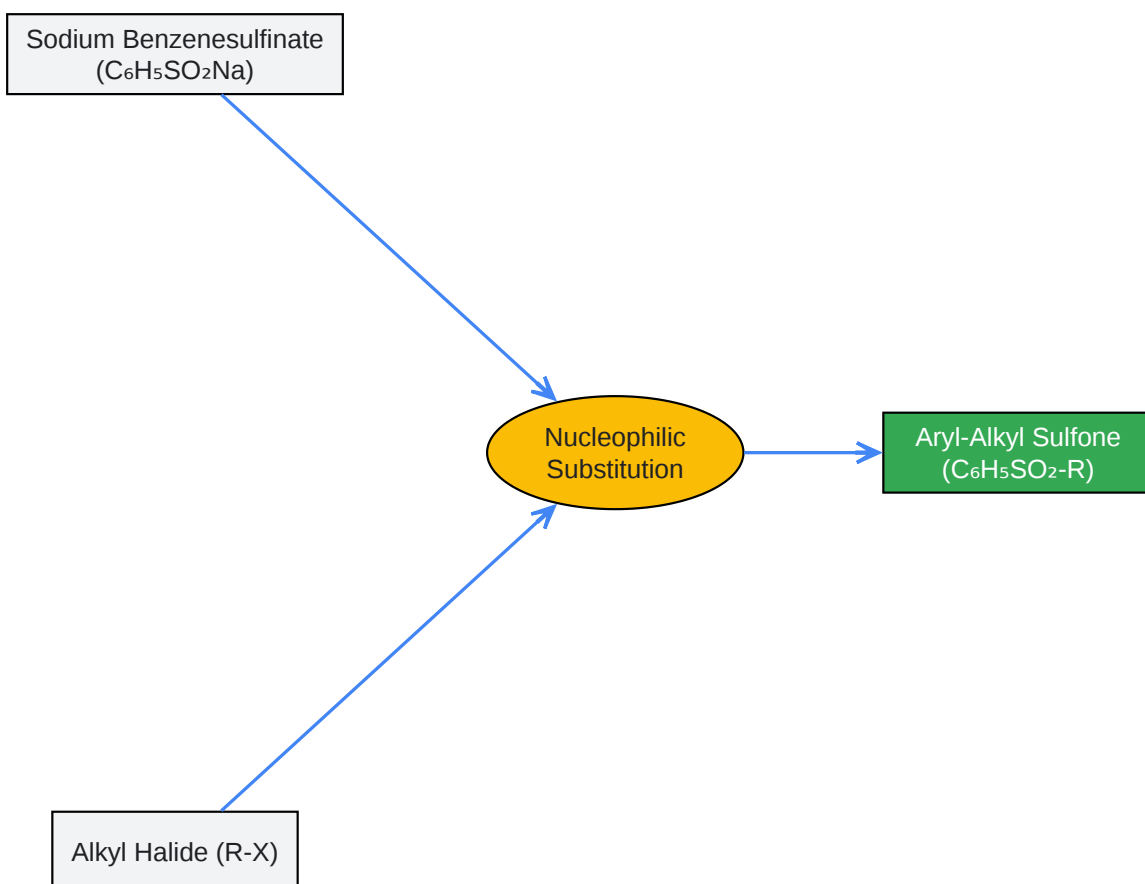 Sodium Benzenesulfinate
(C₆H₅SO₂Na)
Nucleophilic
Substitution
Aryl-Alkyl Sulfone
(C₆H₅SO₂-R)
Alkyl Halide (R-X)